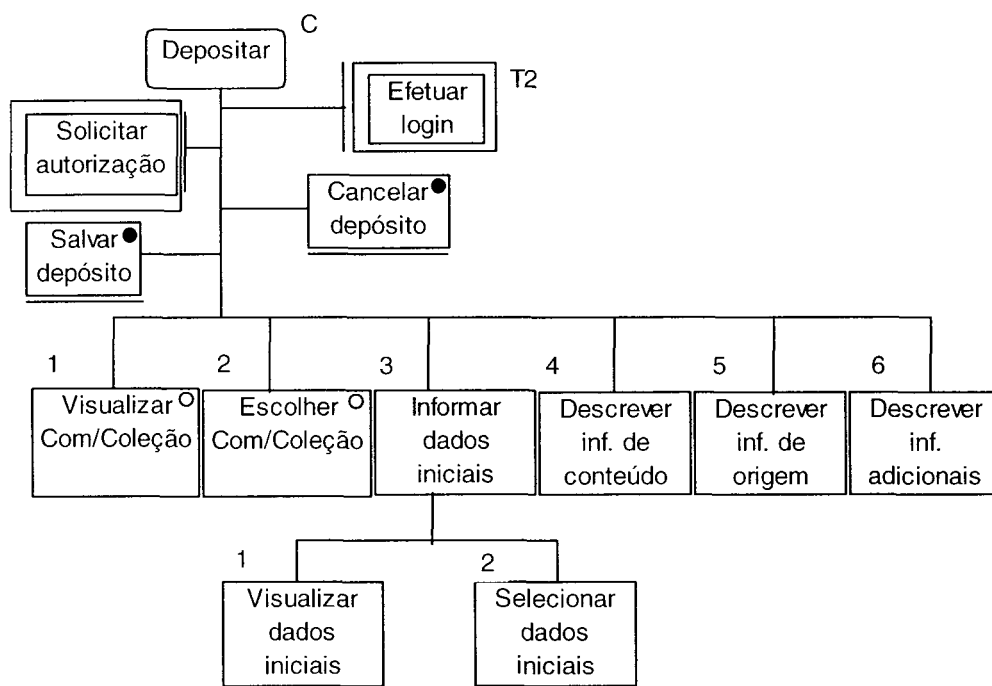 C
Depositar
T2
Efetuar
login
Solicitar
autorização
Cancelar
depósito
Salvar
depósito
1
2
3
4
5
6
Visualizar
Com/Coleção
Escolher
Com/Coleção
Informar
dados
iniciais
Descrever
inf. de
conteúdo
Descrever
inf. de
origem
Descrever
inf.
adicionais
1
2
Visualizar
dados
iniciais
Selecionar
dados
iniciais